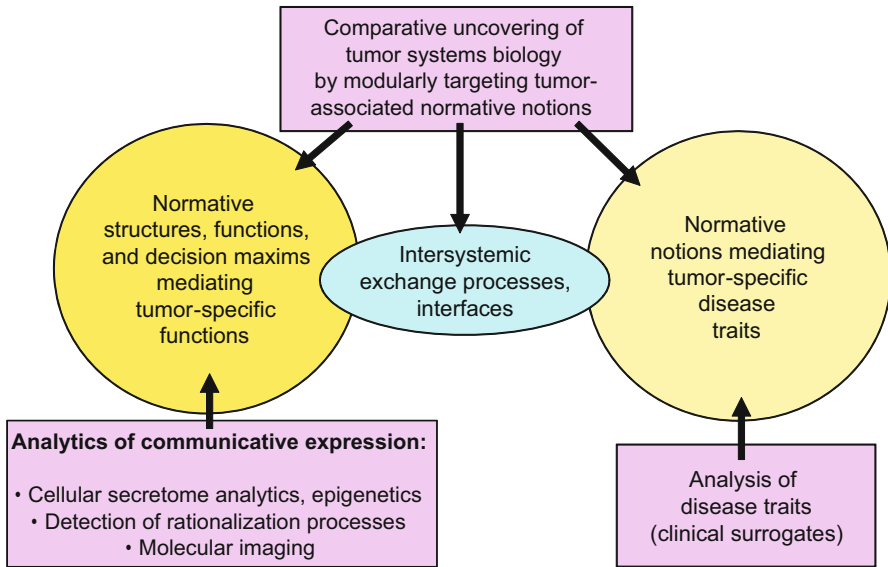 Comparative uncovering of
tumor systems biology
by modularly targeting tumor-
associated normative notions
Normative
structures, functions,
and decision maxims
mediating
tumor-specific
functions
Intersystemic
exchange processes,
interfaces
Normative
notions mediating
tumor-specific
disease
traits
Analytics of communicative expression:
• Cellular secretome analytics, epigenetics
• Detection of rationalization processes
• Molecular imaging
Analysis of
disease traits
(clinical surrogates)